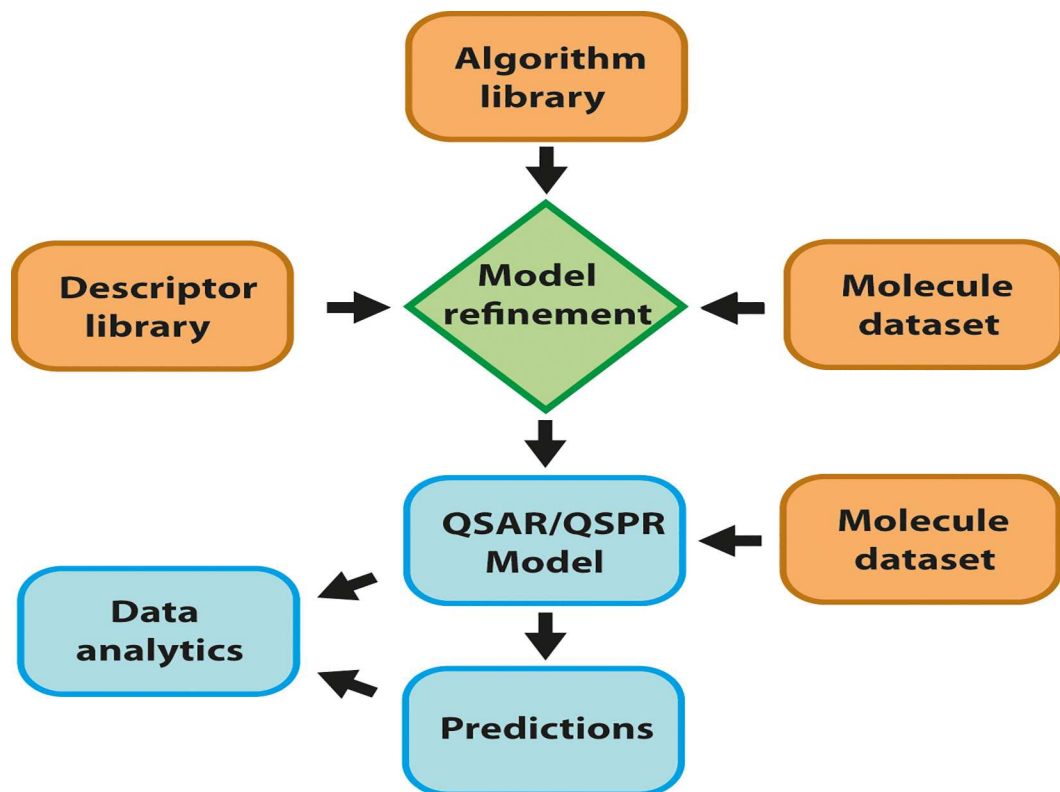 Algorithm
library
Descriptor
library
Model
refinement
Molecule
dataset
QSAR/QSPR
Model
Molecule
dataset
Data
analytics
Predictions